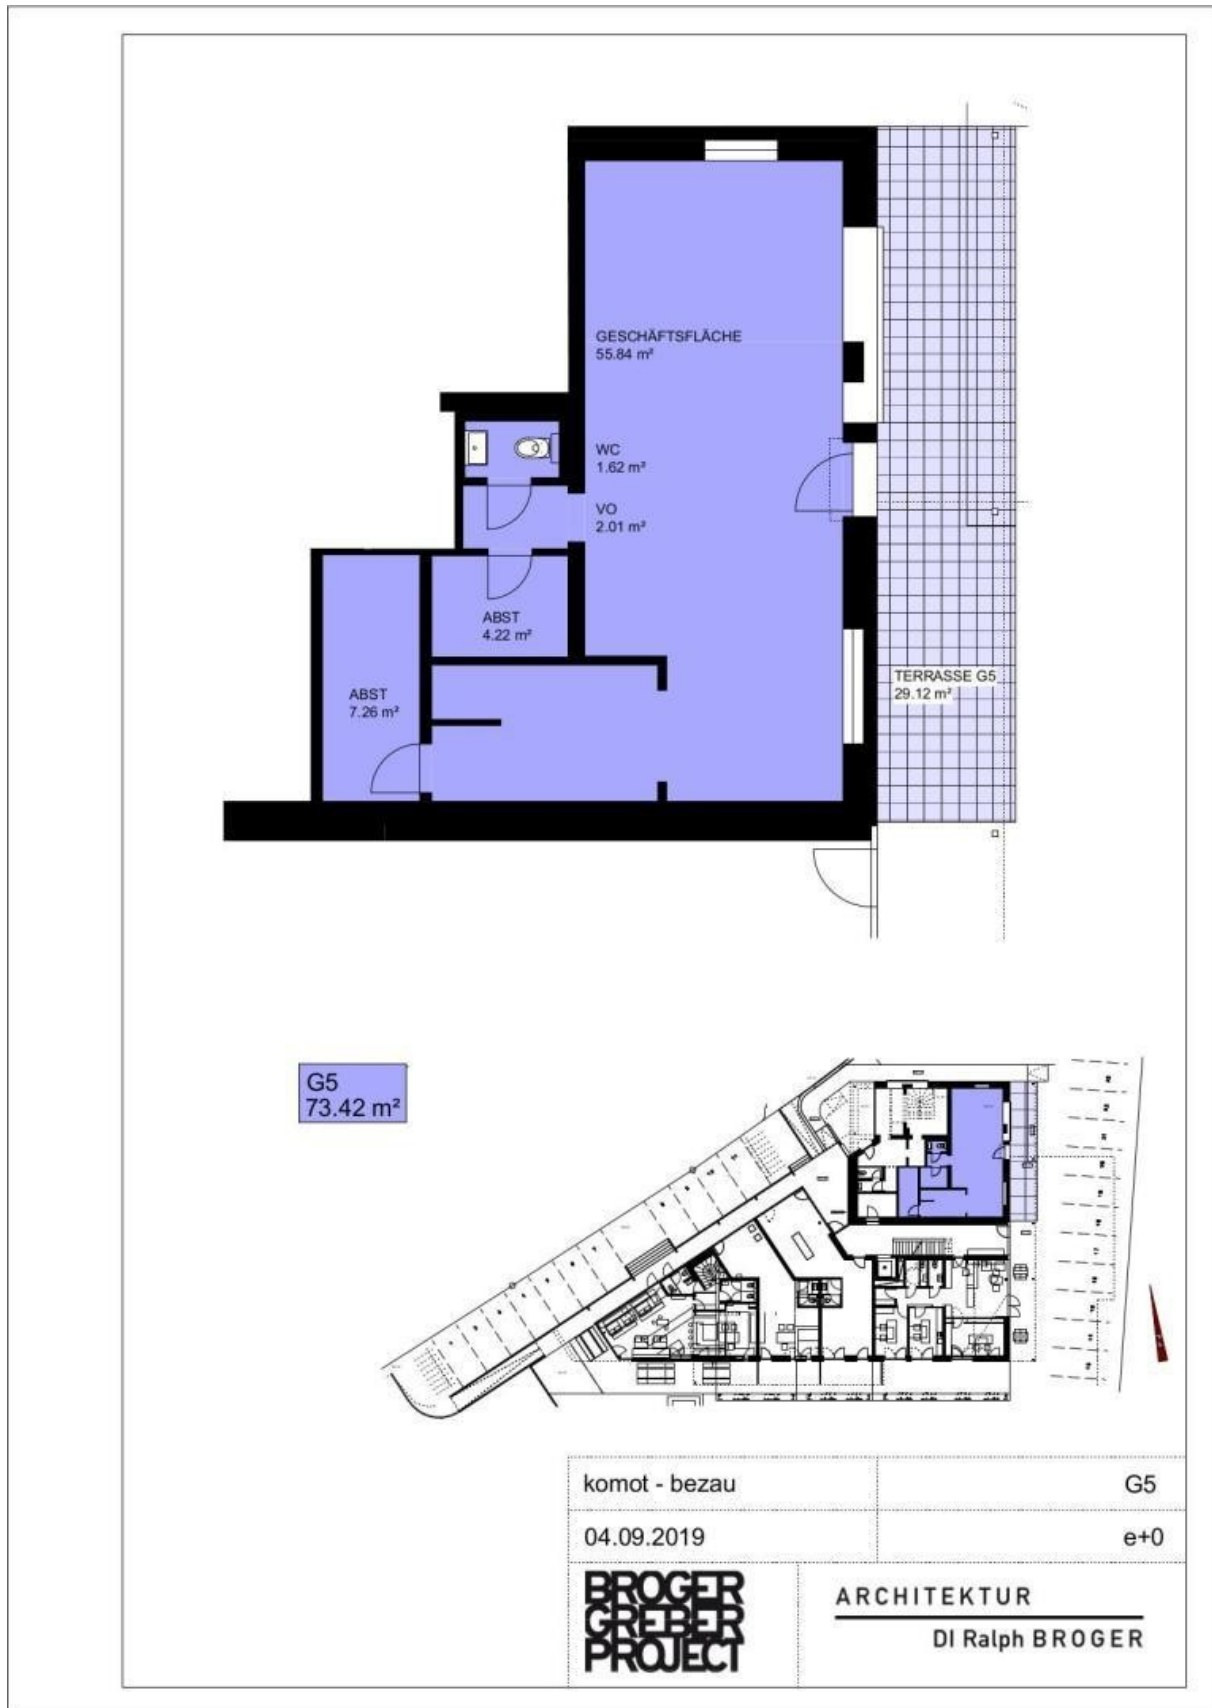 GESCHÄFTSFLÄCHE
55.84 m²
WC
1.62 m²
VO
2.01 m²
ABST
4.22 m²
ABST
7.26 m²
TERRASSE G5
29.12 m²
G5
73.42 m²
komot - bezau
G5
04.09.2019
e+0
BROGER
GREBER
PROJECT
ARCHITEKTUR
DI Ralph BROGER